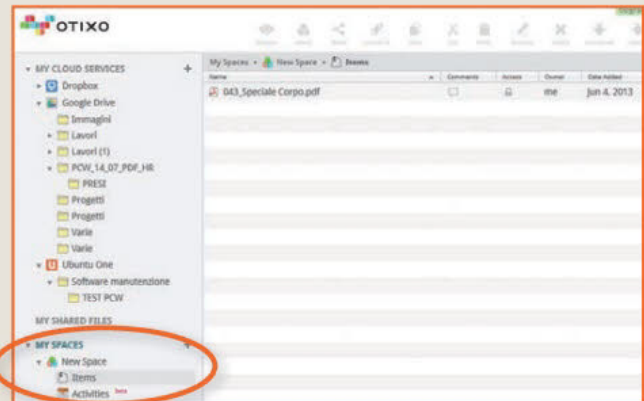 OTIXO
MY CLOUD SERVICES +
Dropbox
Google Drive
Immagini
Lavori
Lavori (1)
PCW_14_07_PDF_HR
PRESI
Progetti
Progetti
Varie
Varie
Ubuntu One
Software manutenzione
TEST PCW
MY SHARED FILES
MY SPACES +
New Space
Items
Activities beta
My Spaces New Space Items
Name Comments Access Owner Date Added
043_Speciale Corpo.pdf me Jun 4, 2013